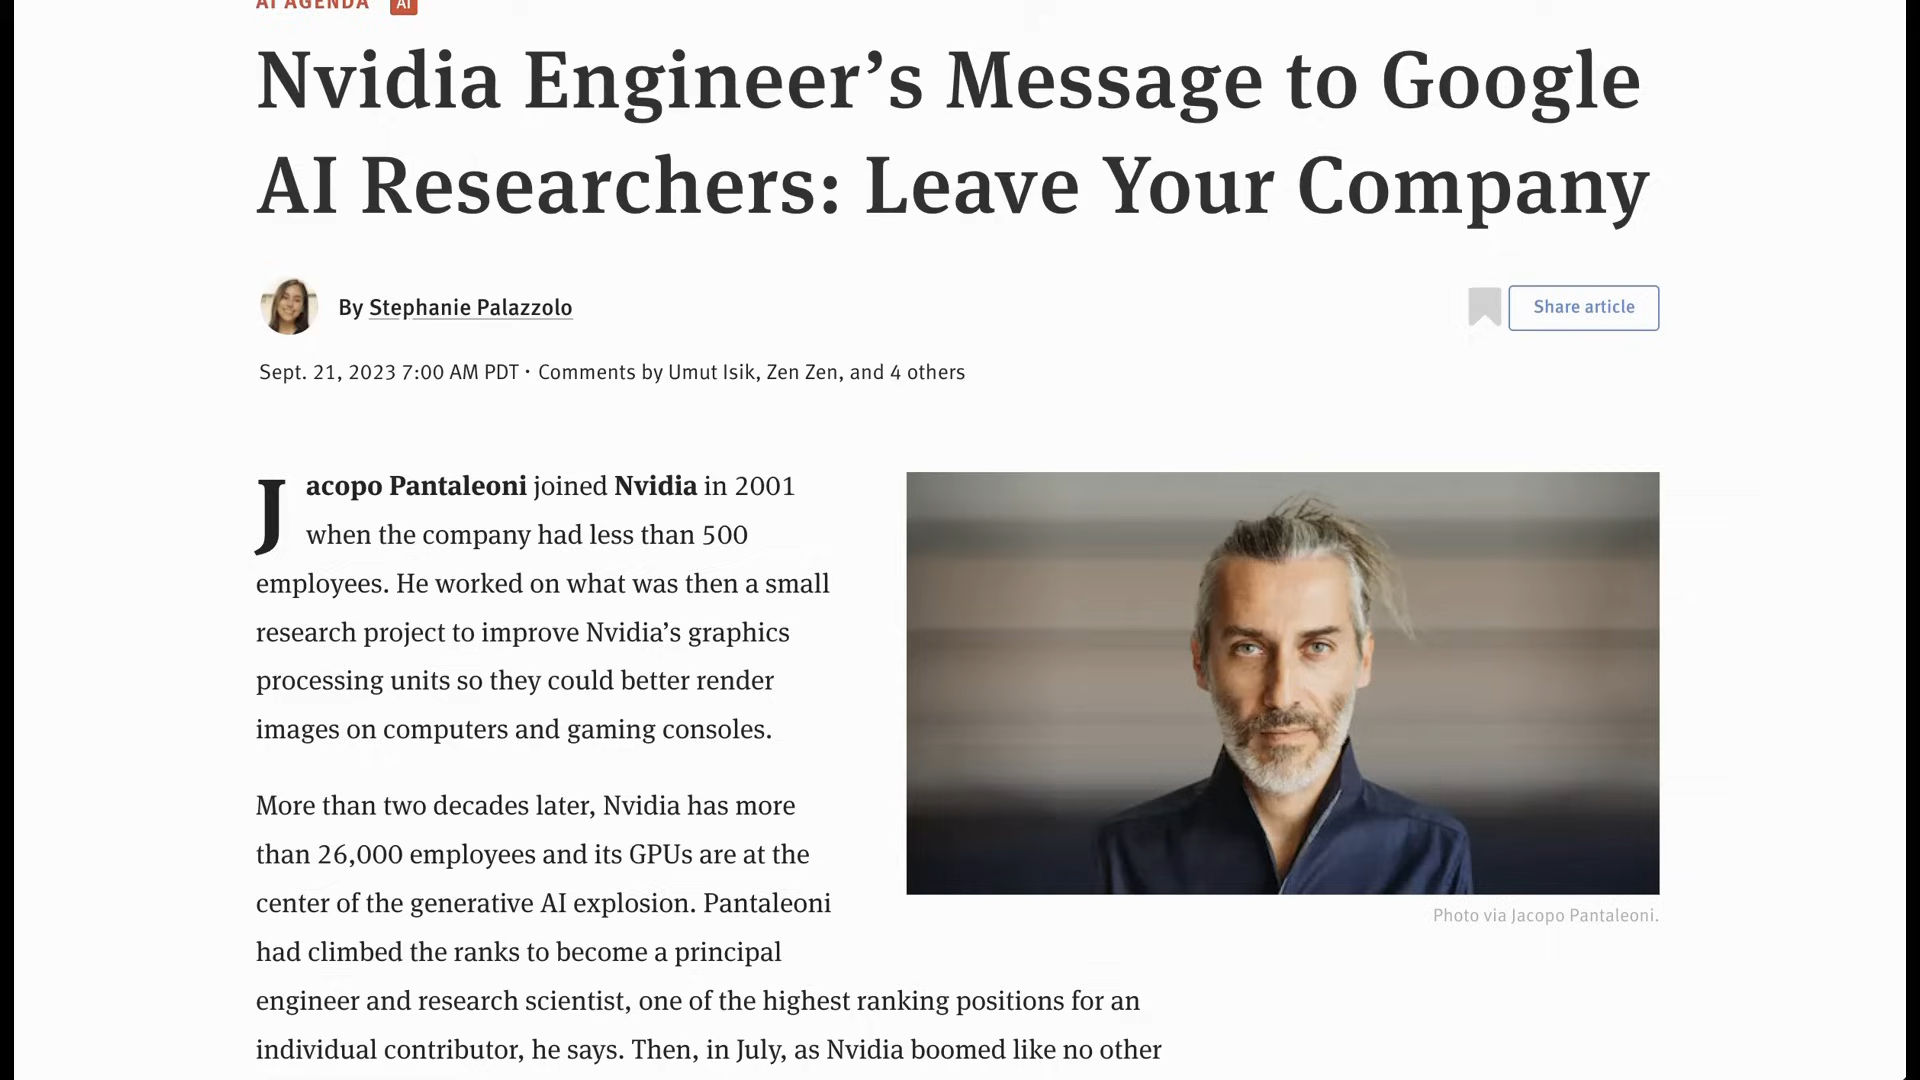 AI AGENDA AI
Nvidia Engineer’s Message to Google
AI Researchers: Leave Your Company
By Stephanie Palazzolo
Share article
Sept. 21, 2023 7:00 AM PDT · Comments by Umut Isik, Zen Zen, and 4 others
Jacopo Pantaleoni joined Nvidia in 2001
when the company had less than 500
employees. He worked on what was then a small
research project to improve Nvidia’s graphics
processing units so they could better render
images on computers and gaming consoles.
More than two decades later, Nvidia has more
than 26,000 employees and its GPUs are at the
center of the generative AI explosion. Pantaleoni
had climbed the ranks to become a principal
engineer and research scientist, one of the highest ranking positions for an
individual contributor, he says. Then, in July, as Nvidia boomed like no other
Photo via Jacopo Pantaleoni.